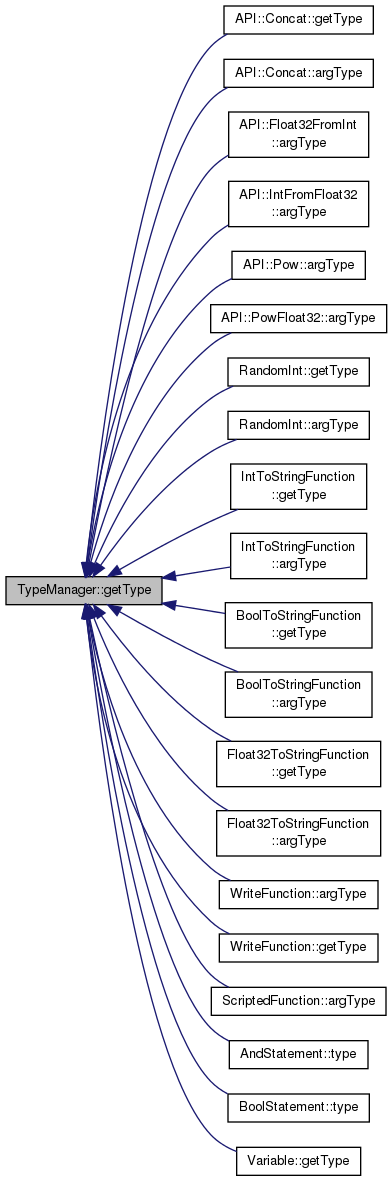 API::Concat::getType
API::Concat::argType
API::Float32FromInt
::argType
API::IntFromFloat32
::argType
API::Pow::argType
API::PowFloat32::argType
RandomInt::getType
RandomInt::argType
IntToStringFunction
::getType
IntToStringFunction
::argType
TypeManager::getType
BoolToStringFunction
::getType
BoolToStringFunction
::argType
Float32ToStringFunction
::getType
Float32ToStringFunction
::argType
WriteFunction::argType
WriteFunction::getType
ScriptedFunction::argType
AndStatement::type
BoolStatement::type
Variable::getType